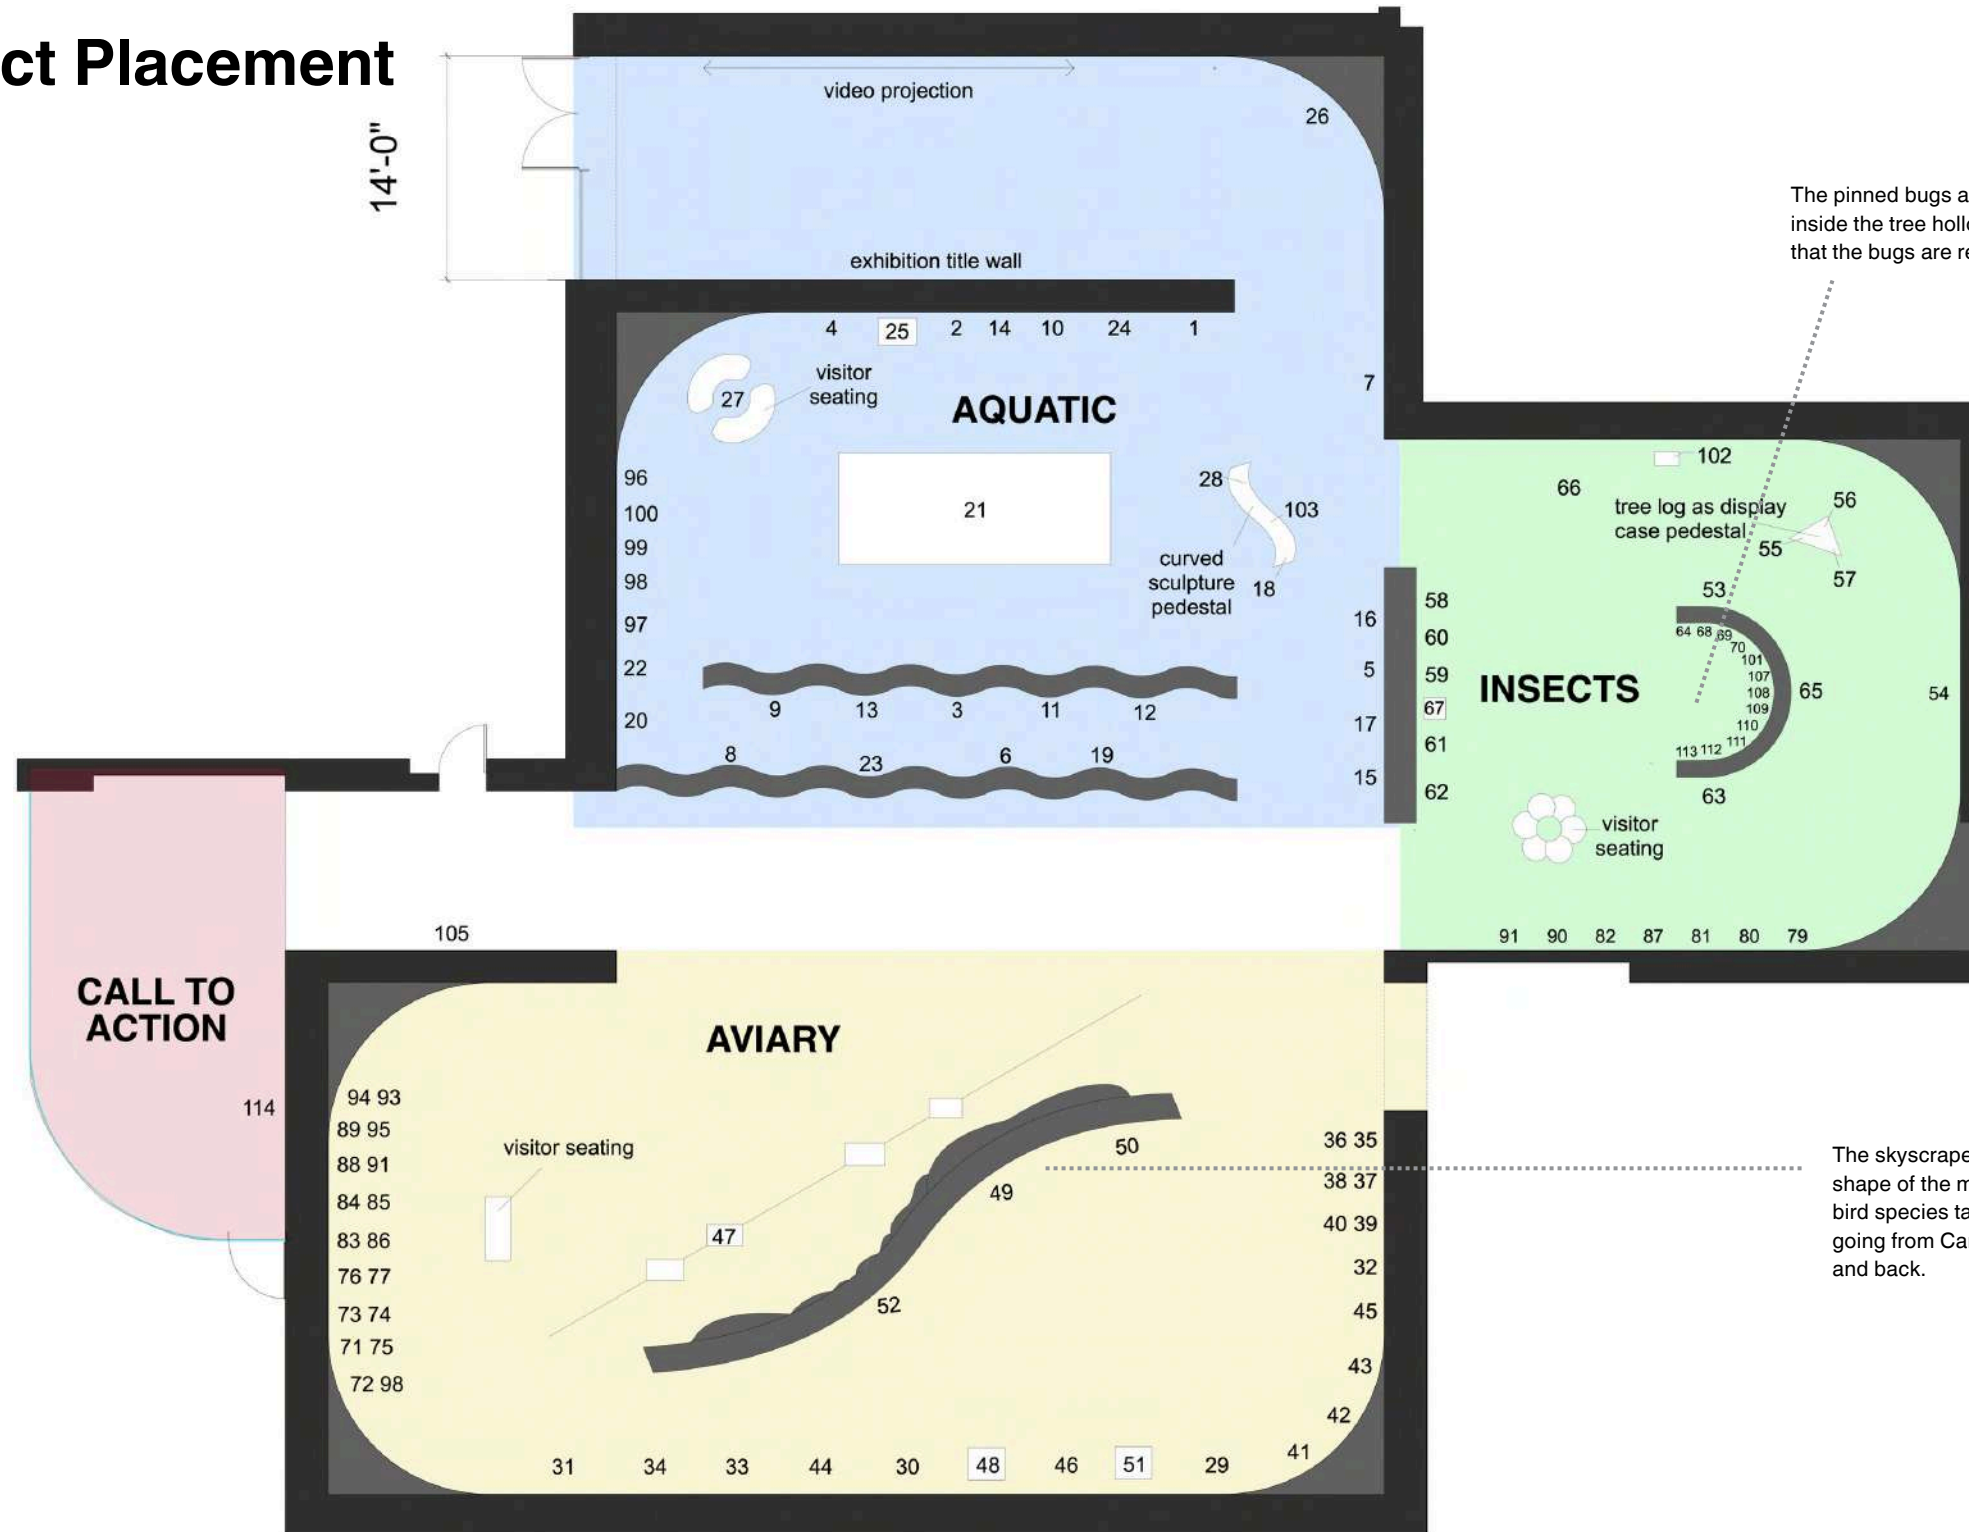 ct Placement
14'-0"
video projection
26
exhibition title wall
4 25 2 14 10 24 1
7
27
visitor
seating
AQUATIC
96
100
99
98
97
22
20
21
28
103
18
curved
sculpture
pedestal
16
5
17
15
9 13 3 11 12
8 23 6 19
The pinned bugs a
inside the tree holl
that the bugs are r
102
66
tree log as display
case pedestal
56
55
57
53
58
60
59
67
61
62
INSECTS
64 68 69
70
101
107
108
109
110
111
113 112
65
54
63
visitor
seating
91 90 82 87 81 80 79
105
CALL TO
ACTION
114
AVIARY
94 93
89 95
88 91
84 85
83 86
76 77
73 74
71 75
72 98
visitor seating
47
50
49
52
36 35
38 37
40 39
32
45
43
42
41
31 34 33 44 30 48 46 51 29
The skyscrape
shape of the m
bird species ta
going from Ca
and back.